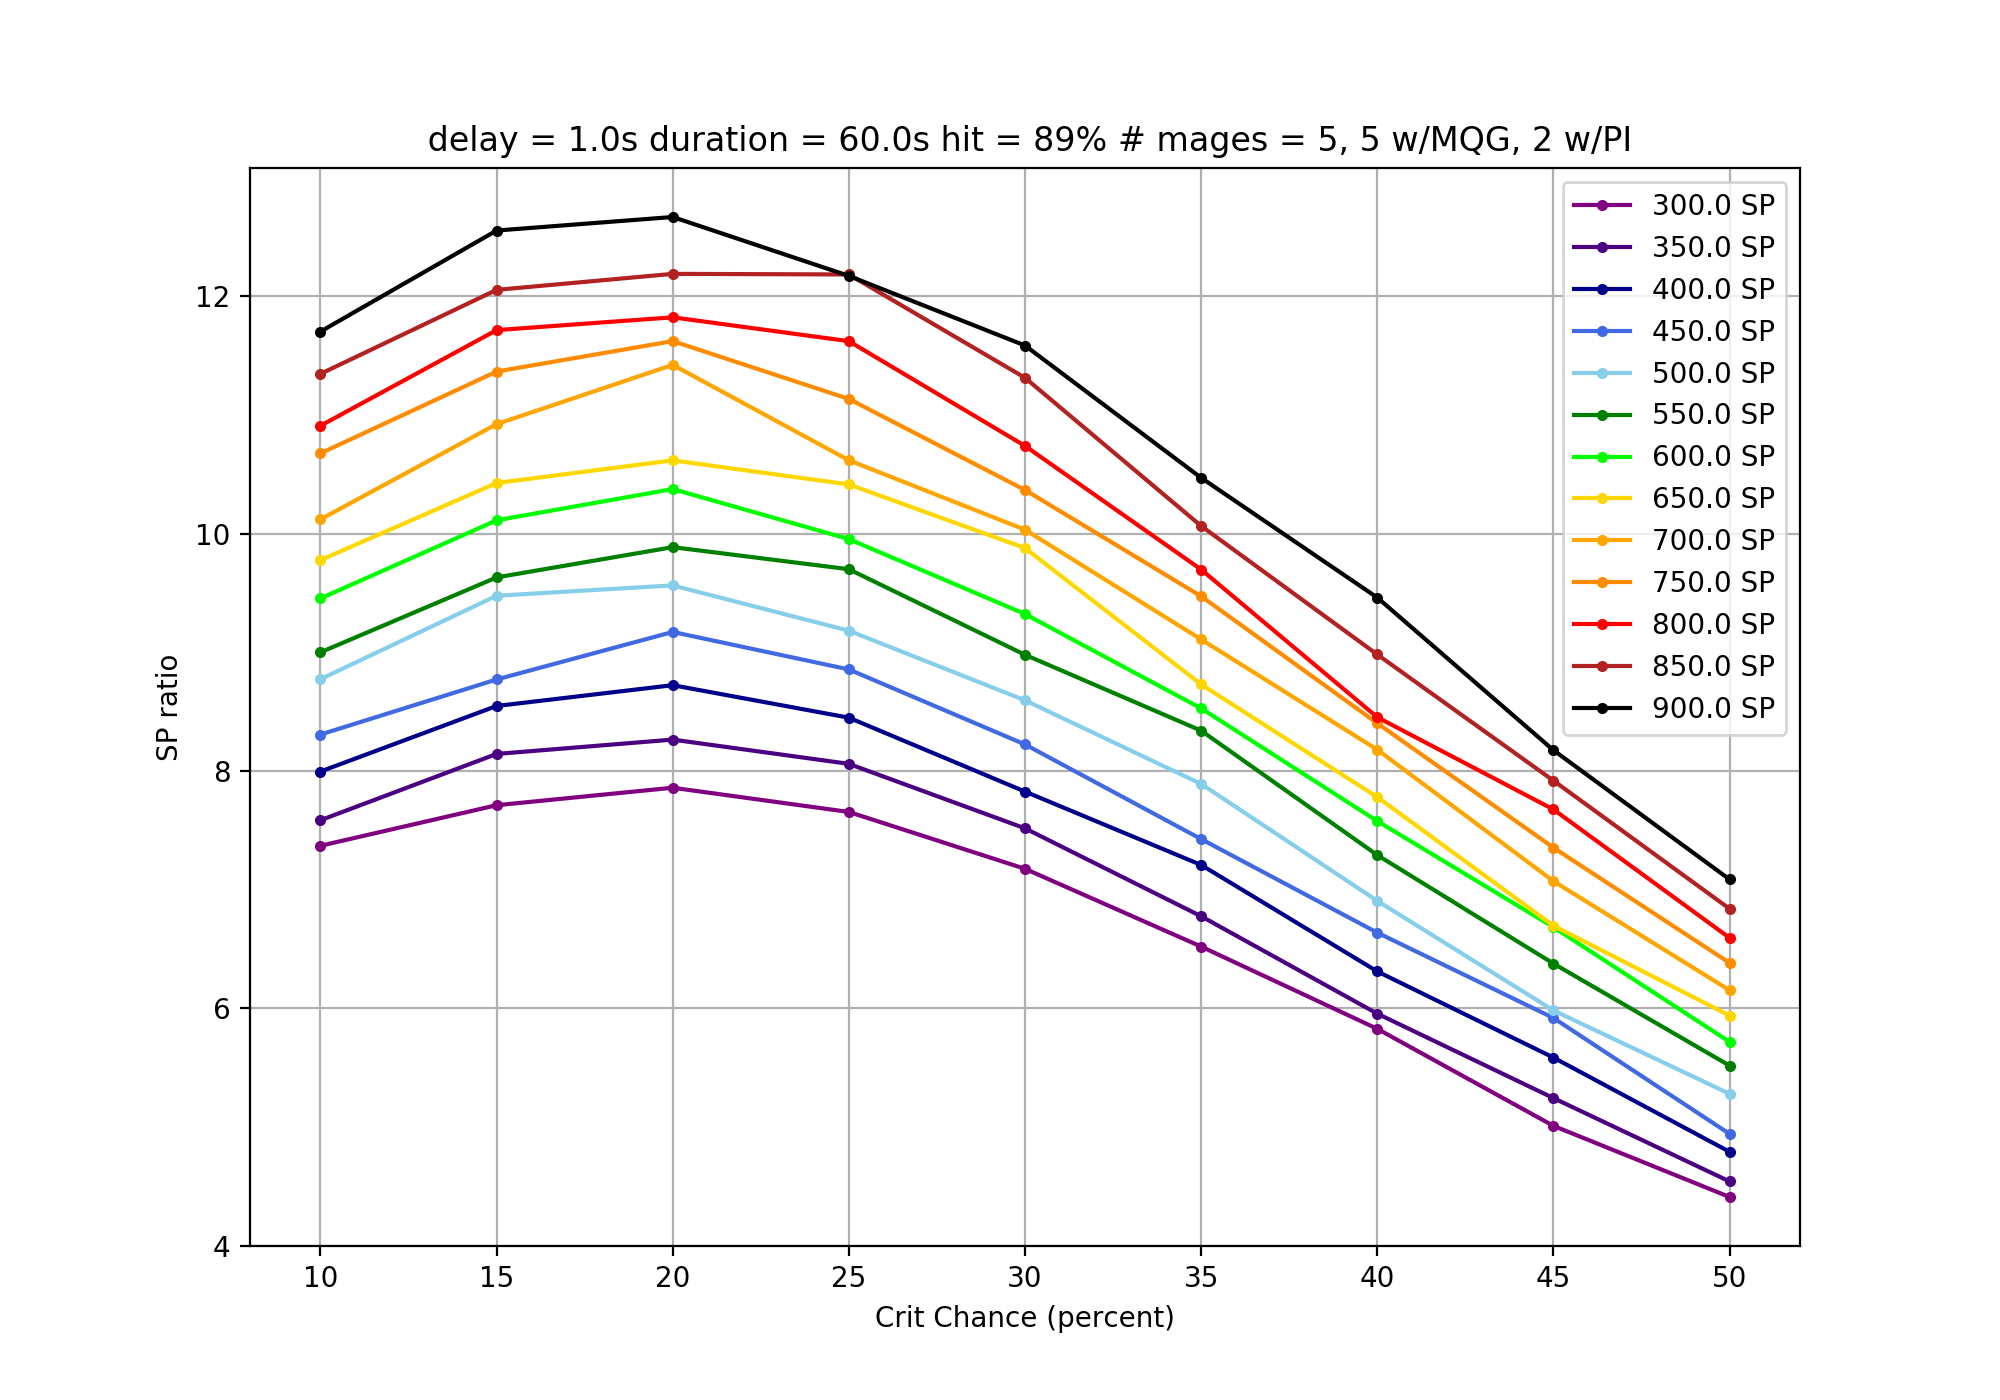 delay = 1.0s duration = 60.0s hit = 89% # mages = 5, 5 w/MQG, 2 w/PI
300.0 SP
350.0 SP
400.0 SP
450.0 SP
500.0 SP
550.0 SP
600.0 SP
650.0 SP
700.0 SP
750.0 SP
800.0 SP
850.0 SP
900.0 SP
SP ratio
12
10
8
6
4
10 15 20 25 30 35 40 45 50
Crit Chance (percent)